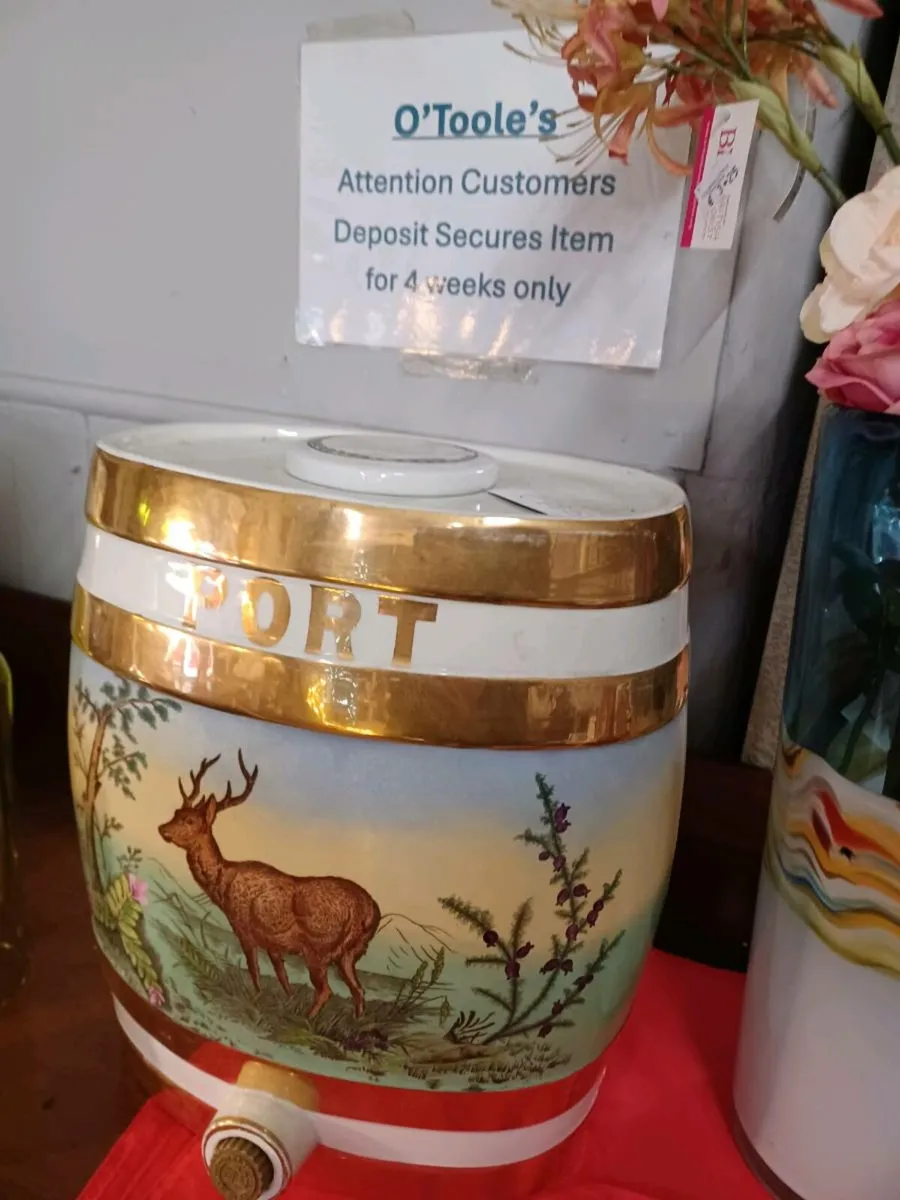 O'Toole's
Attention Customers
Deposit Secures Item
for 4 weeks only
PORT